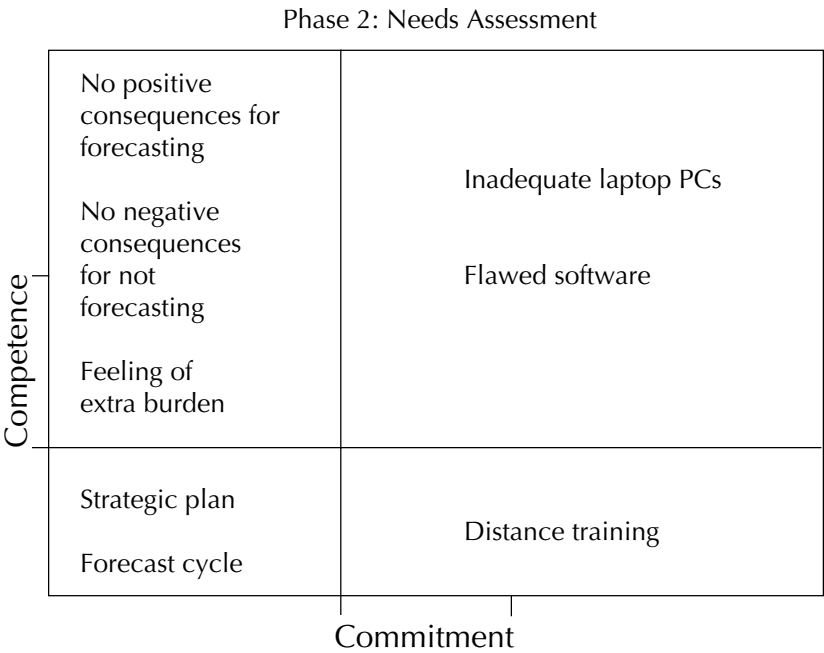 Phase 2: Needs Assessment
No positive
consequences for
forecasting
No negative
consequences
for not
forecasting
Feeling of
extra burden
Inadequate laptop PCs
Flawed software
Strategic plan
Forecast cycle
Distance training
Competence
Commitment